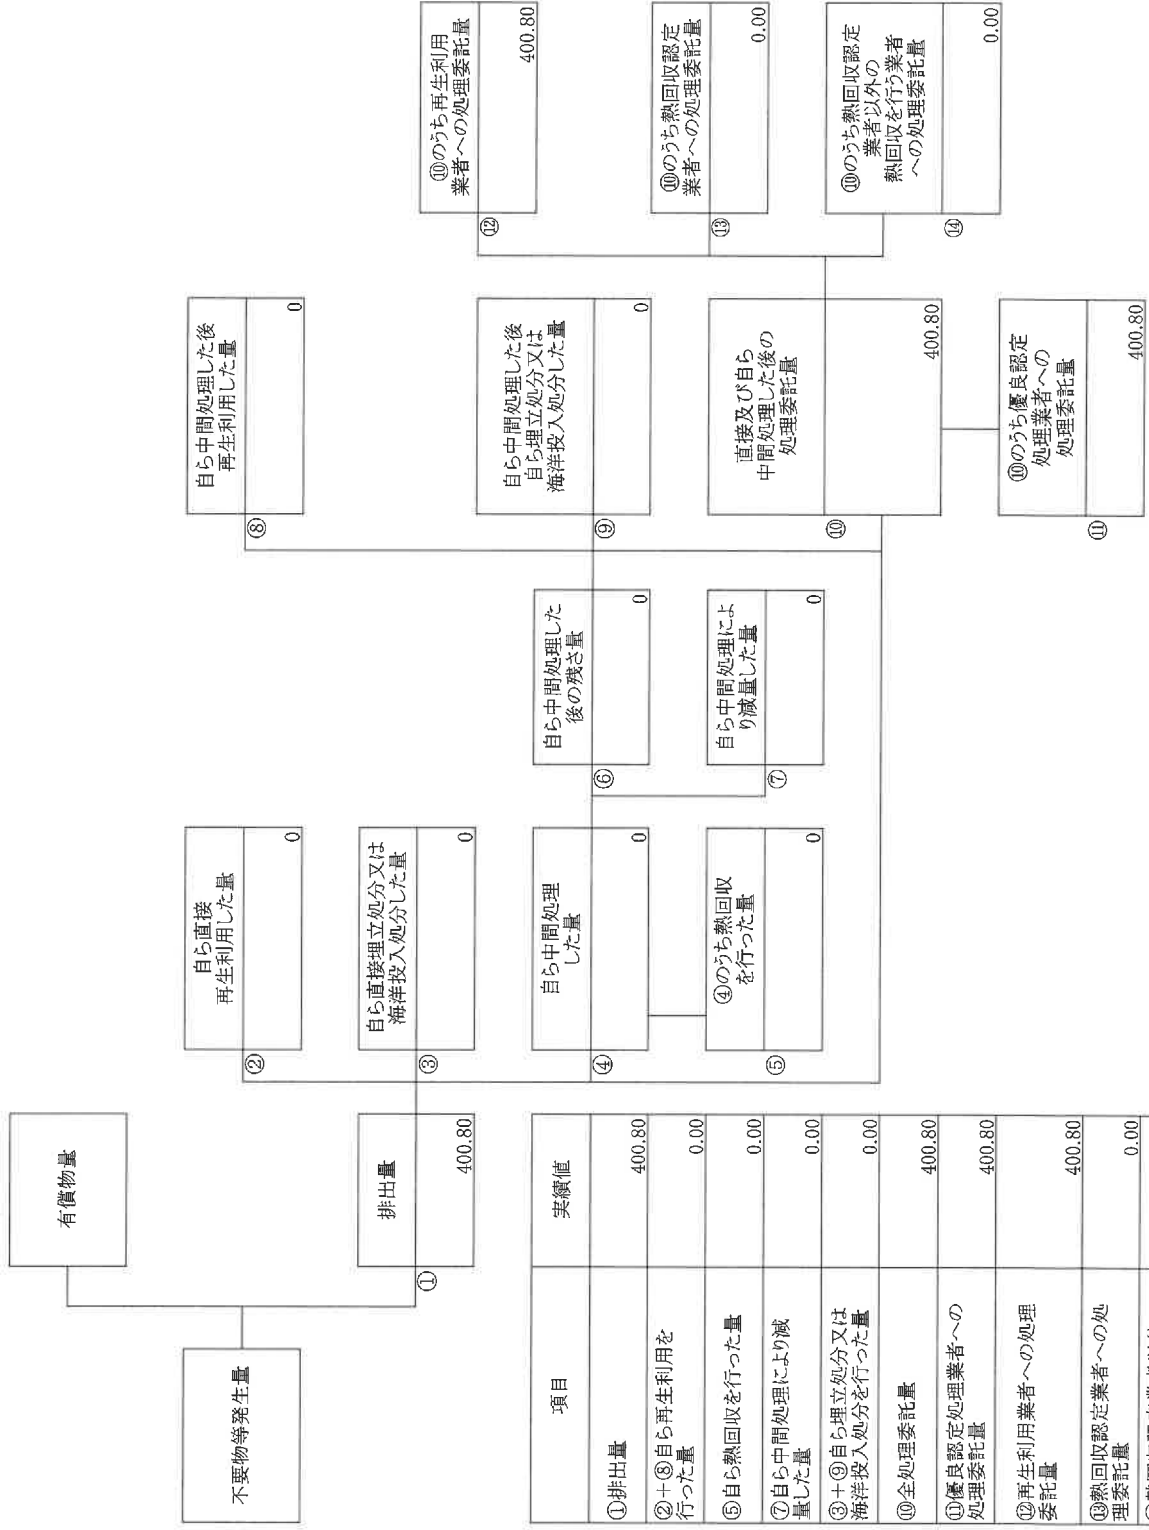 不要物等発生量
有償物量
①
排出量
400.80
②
自ら直接
再生利用した量
0
③
自ら直接埋立処分又は
海洋投入処分した量
0
④
自ら中間処理
した量
0
⑤
④のうち熱回収
を行った量
0
⑥
自ら中間処理した
後の残さ量
0
⑦
自ら中間処理によ
り減量した量
0
⑧
自ら中間処理した後
再生利用した量
0
⑨
自ら中間処理した後
自ら埋立処分又は
海洋投入処分した量
0
⑩
直接及び自ら
中間処理した後の
処理委託量
400.80
⑪
⑩のうち優良認定
処理業者への
処理委託量
400.80
⑫
⑩のうち再生利用
業者への処理委託量
400.80
⑬
⑩のうち熱回収認定
業者への処理委託量
0.00
⑭
⑩のうち熱回収認定
業者以外の
熱回収を行う業者
への処理委託量
0.00
項目 実績値
①排出量 400.80
②+⑧自ら再生利用を
行った量 0.00
⑤自ら熱回収を行った量 0.00
⑦自ら中間処理により減
量した量 0.00
③+⑨自ら埋立処分又は
海洋投入処分を行った量 0.00
⑩全処理委託量 400.80
⑪優良認定処理業者への
処理委託量 400.80
⑫再生利用業者への処理
委託量 400.80
⑬熱回収認定業者への処
理委託量 0.00